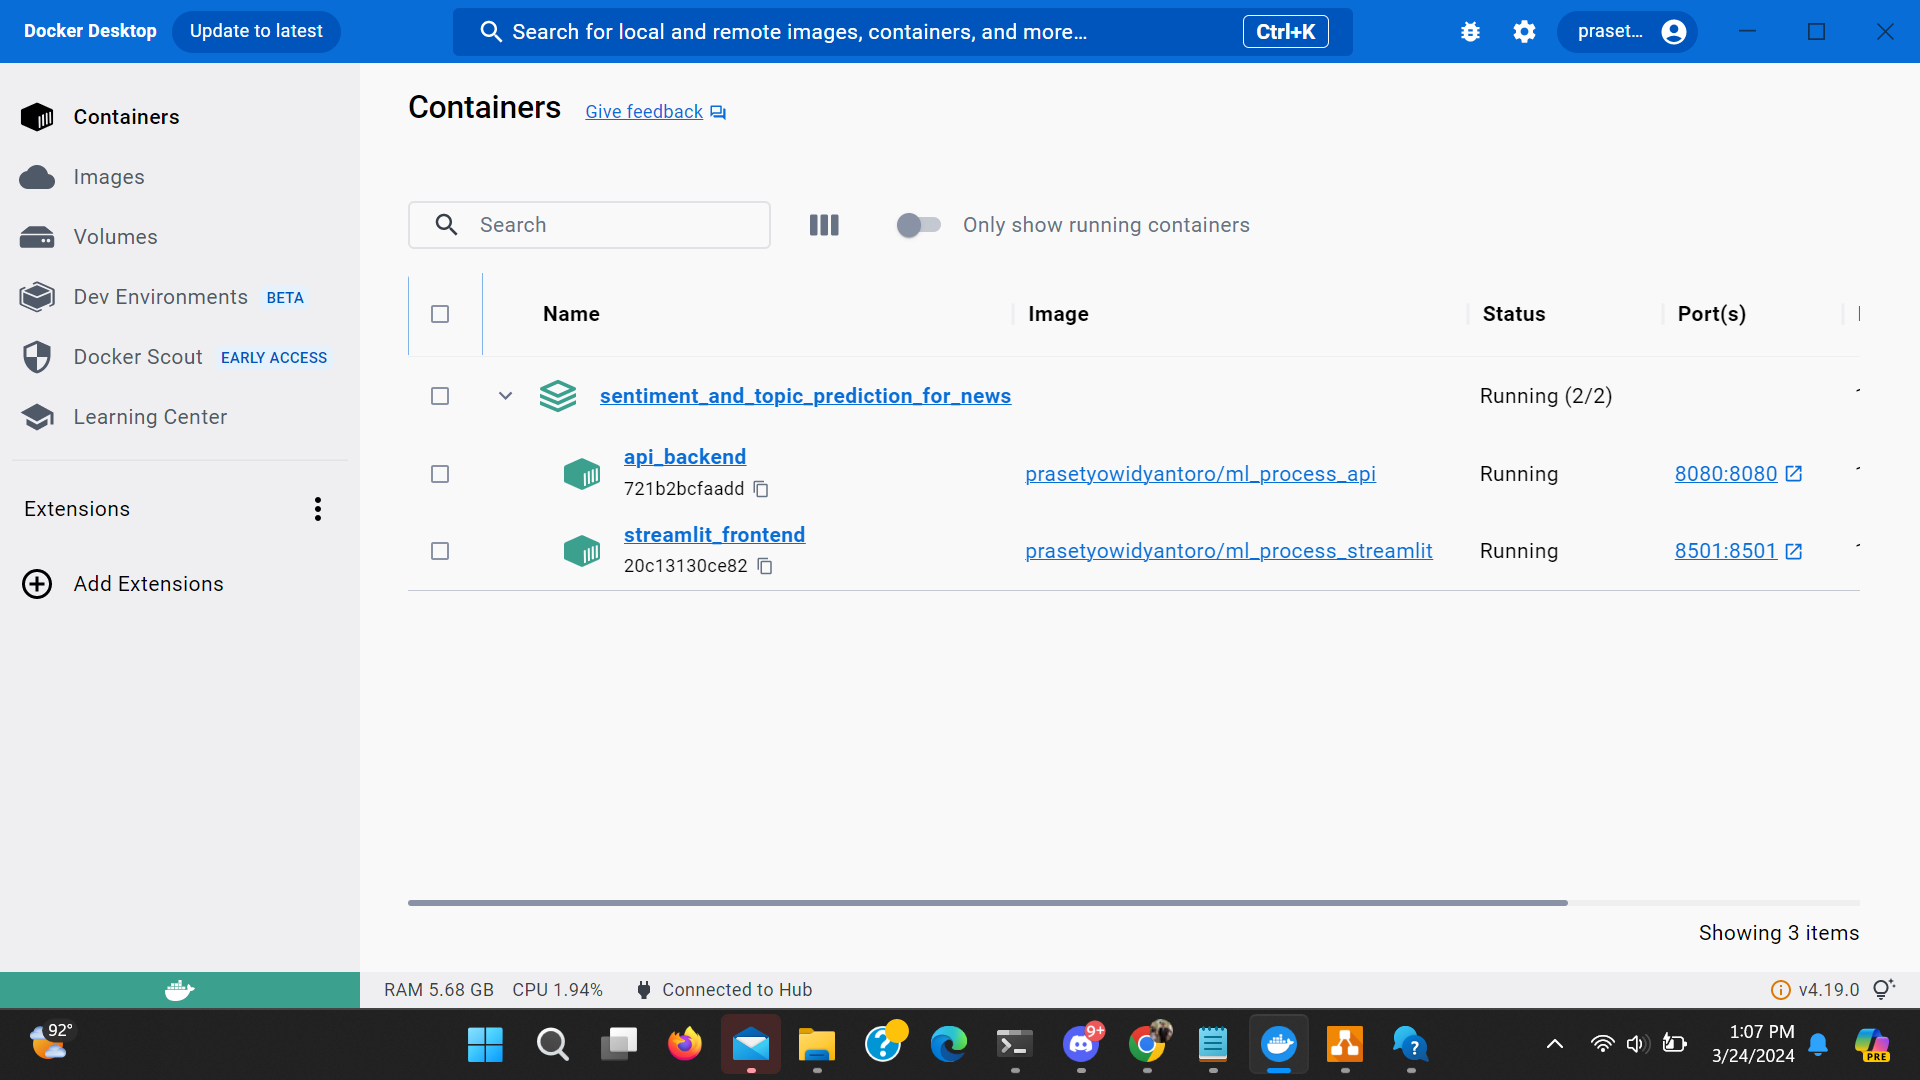 Docker Desktop Update to latest Search for local and remote images, containers, and more... Ctrl+K praset...
Containers
Images
Volumes
Dev Environments BETA
Docker Scout EARLY ACCESS
Learning Center
Extensions
Add Extensions
Containers Give feedback
Search Only show running containers
Name Image Status Port(s)
sentiment_and_topic_prediction_for_news Running (2/2)
api_backend
721b2bcfaadd prasetyowidyantoro/ml_process_api Running 8080:8080
streamlit_frontend
20c13130ce82 prasetyowidyantoro/ml_process_streamlit Running 8501:8501
Showing 3 items
RAM 5.68 GB CPU 1.94% Connected to Hub v4.19.0
92° 9+ 1:07 PM
3/24/2024 PRE